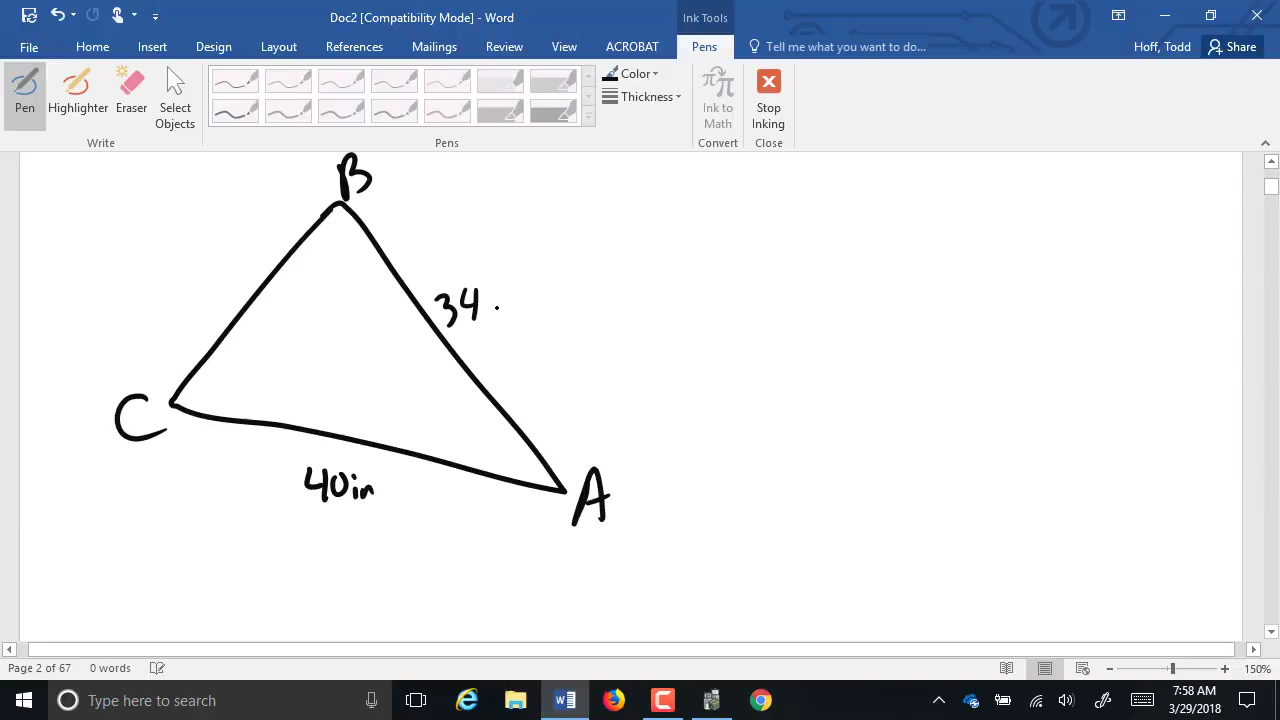 Doc2 [Compatibility Mode] - Word
Ink Tools
File
Home
Insert
Design
Layout
References
Mailings
Review
View
ACROBAT
Pens
Tell me what you want to do...
Hoff, Todd
Share
Pen
Highlighter
Eraser
Select
Objects
Color
Thickness
Ink to
Math
Stop
Inking
Write
Pens
Convert
Close
B
34
C
40in
A
Page 2 of 67
0 words
150%
Type here to search
7:58 AM
3/29/2018